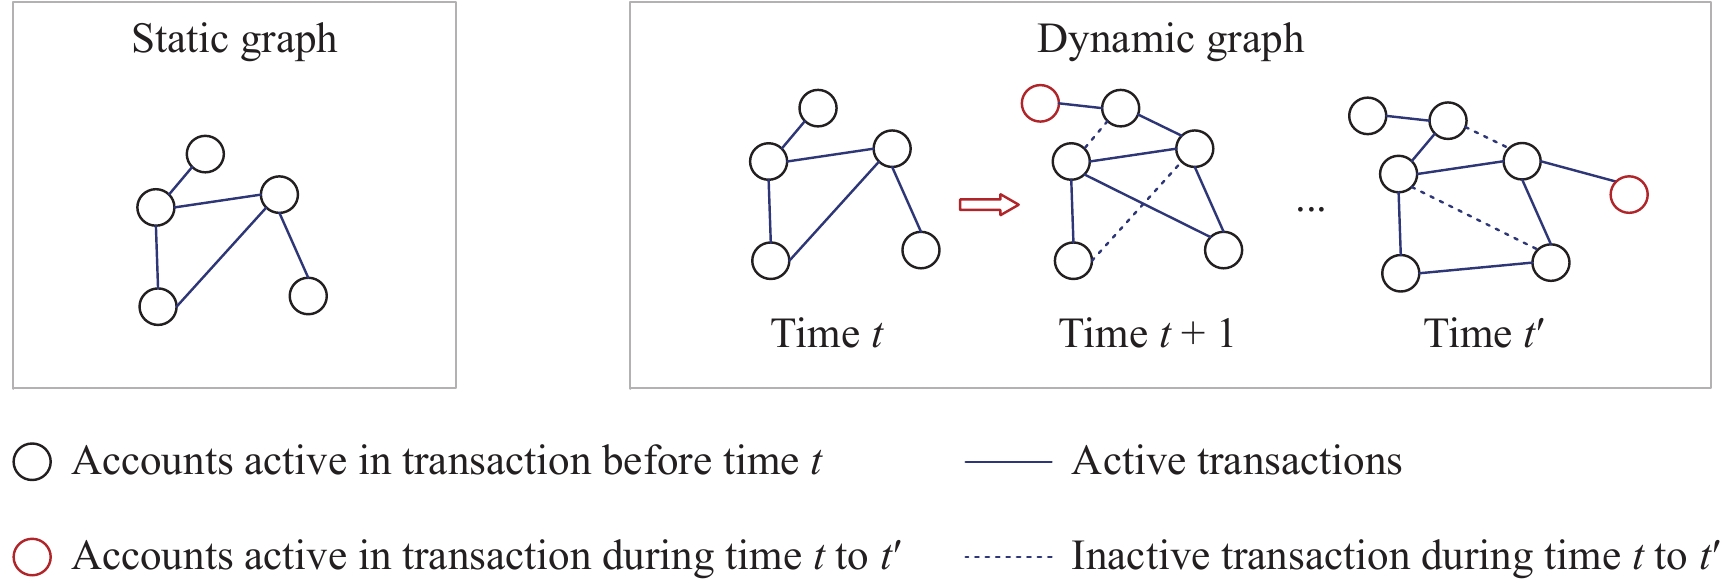 Static graph
Dynamic graph
...
Time t
Time t + 1
Time t′
Accounts active in transaction before time t
Active transactions
Accounts active in transaction during time t to t′
Inactive transaction during time t to t′